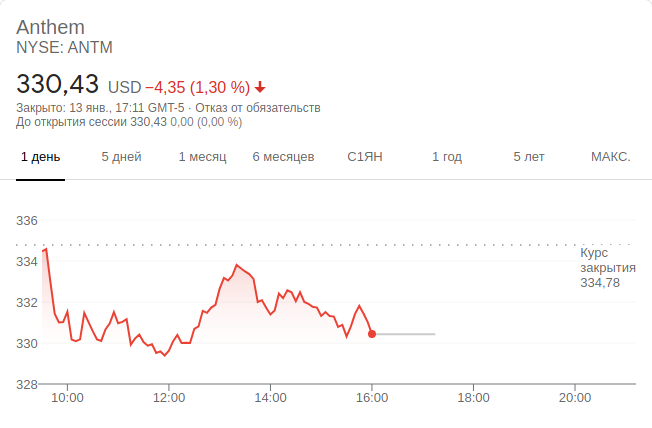 Anthem
NYSE: ANTM
330,43 USD −4,35 (1,30 %)
Закрыто: 13 янв., 17:11 GMT-5 · Отказ от обязательств
До открытия сессии 330,43 0,00 (0,00 %)
1 день 5 дней 1 месяц 6 месяцев С1ЯН 1 год 5 лет МАКС.
336
334
332
330
328
Курс
закрытия
334,78
10:00 12:00 14:00 16:00 18:00 20:00